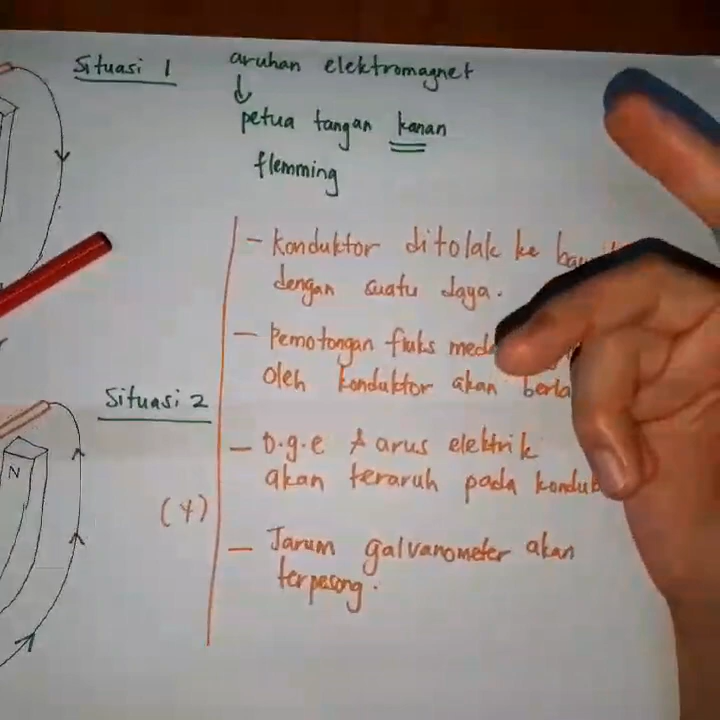 Situasi 1
aruhan elektromagnet
petua tangan kanan
flemming
- Konduktor ditolak ke
dengan suatu daya.
- Pemotongan fluks
oleh konduktor akan
- D.g.e & arus elektrik
akan teraruh pada
- Jarum galvanometer akan
terpesong.
Situasi 2
N
(4)